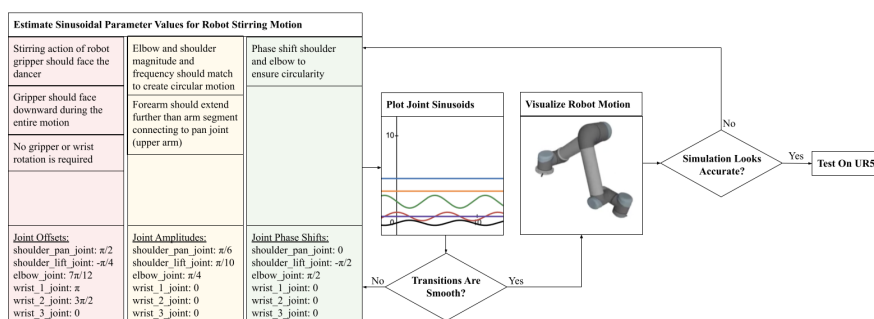 Estimate Sinusoidal Parameter Values for Robot Stirring Motion
Stirring action of robot
gripper should face the
dancer
Gripper should face
downward during the
entire motion
No gripper or wrist
rotation is required
Joint Offsets:
shoulder_pan_joint: π/2
shoulder_lift_joint: -π/4
elbow_joint: 7π/12
wrist_1_joint: π
wrist_2_joint: 3π/2
wrist_3_joint: 0
Elbow and shoulder
magnitude and
frequency should match
to create circular motion
Forearm should extend
further than arm segment
connecting to pan joint
(upper arm)
Joint Amplitudes:
shoulder_pan_joint: π/6
shoulder_lift_joint: π/10
elbow_joint: π/4
wrist_1_joint: 0
wrist_2_joint: 0
wrist_3_joint: 0
Phase shift shoulder
and elbow to
ensure circularity
Joint Phase Shifts:
shoulder_pan_joint: 0
shoulder_lift_joint: -π/2
elbow_joint: π/2
wrist_1_joint: 0
wrist_2_joint: 0
wrist_3_joint: 0
Plot Joint Sinusoids
10
0
10
Transitions Are
Smooth?
No
Yes
Visualize Robot Motion
Simulation Looks
Accurate?
No
Yes
Test On UR5